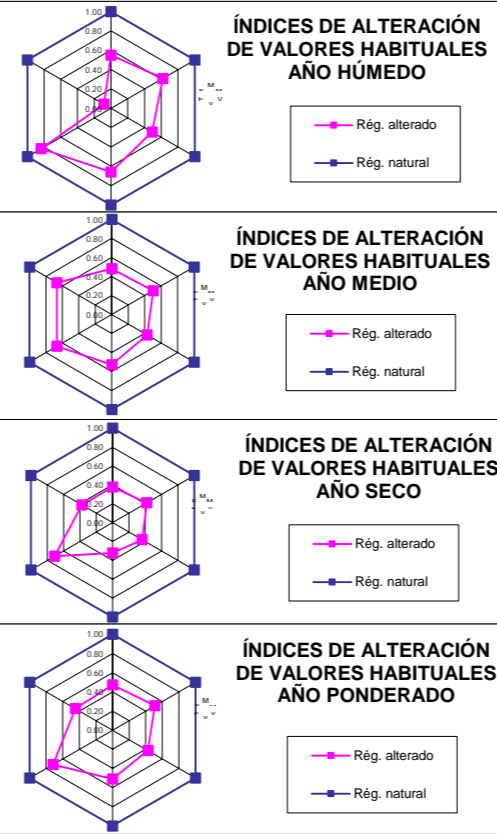 1.00
0.80
0.60
0.40
0.20
0.00
ÍNDICES DE ALTERACIÓN
DE VALORES HABITUALES
AÑO HÚMEDO
Rég. alterado
Rég. natural
1.00
0.80
0.60
0.40
0.20
0.00
ÍNDICES DE ALTERACIÓN
DE VALORES HABITUALES
AÑO MEDIO
Rég. alterado
Rég. natural
1.00
0.80
0.60
0.40
0.20
0.00
ÍNDICES DE ALTERACIÓN
DE VALORES HABITUALES
AÑO SECO
Rég. alterado
Rég. natural
1.00
0.80
0.60
0.40
0.20
0.00
ÍNDICES DE ALTERACIÓN
DE VALORES HABITUALES
AÑO PONDERADO
Rég. alterado
Rég. natural